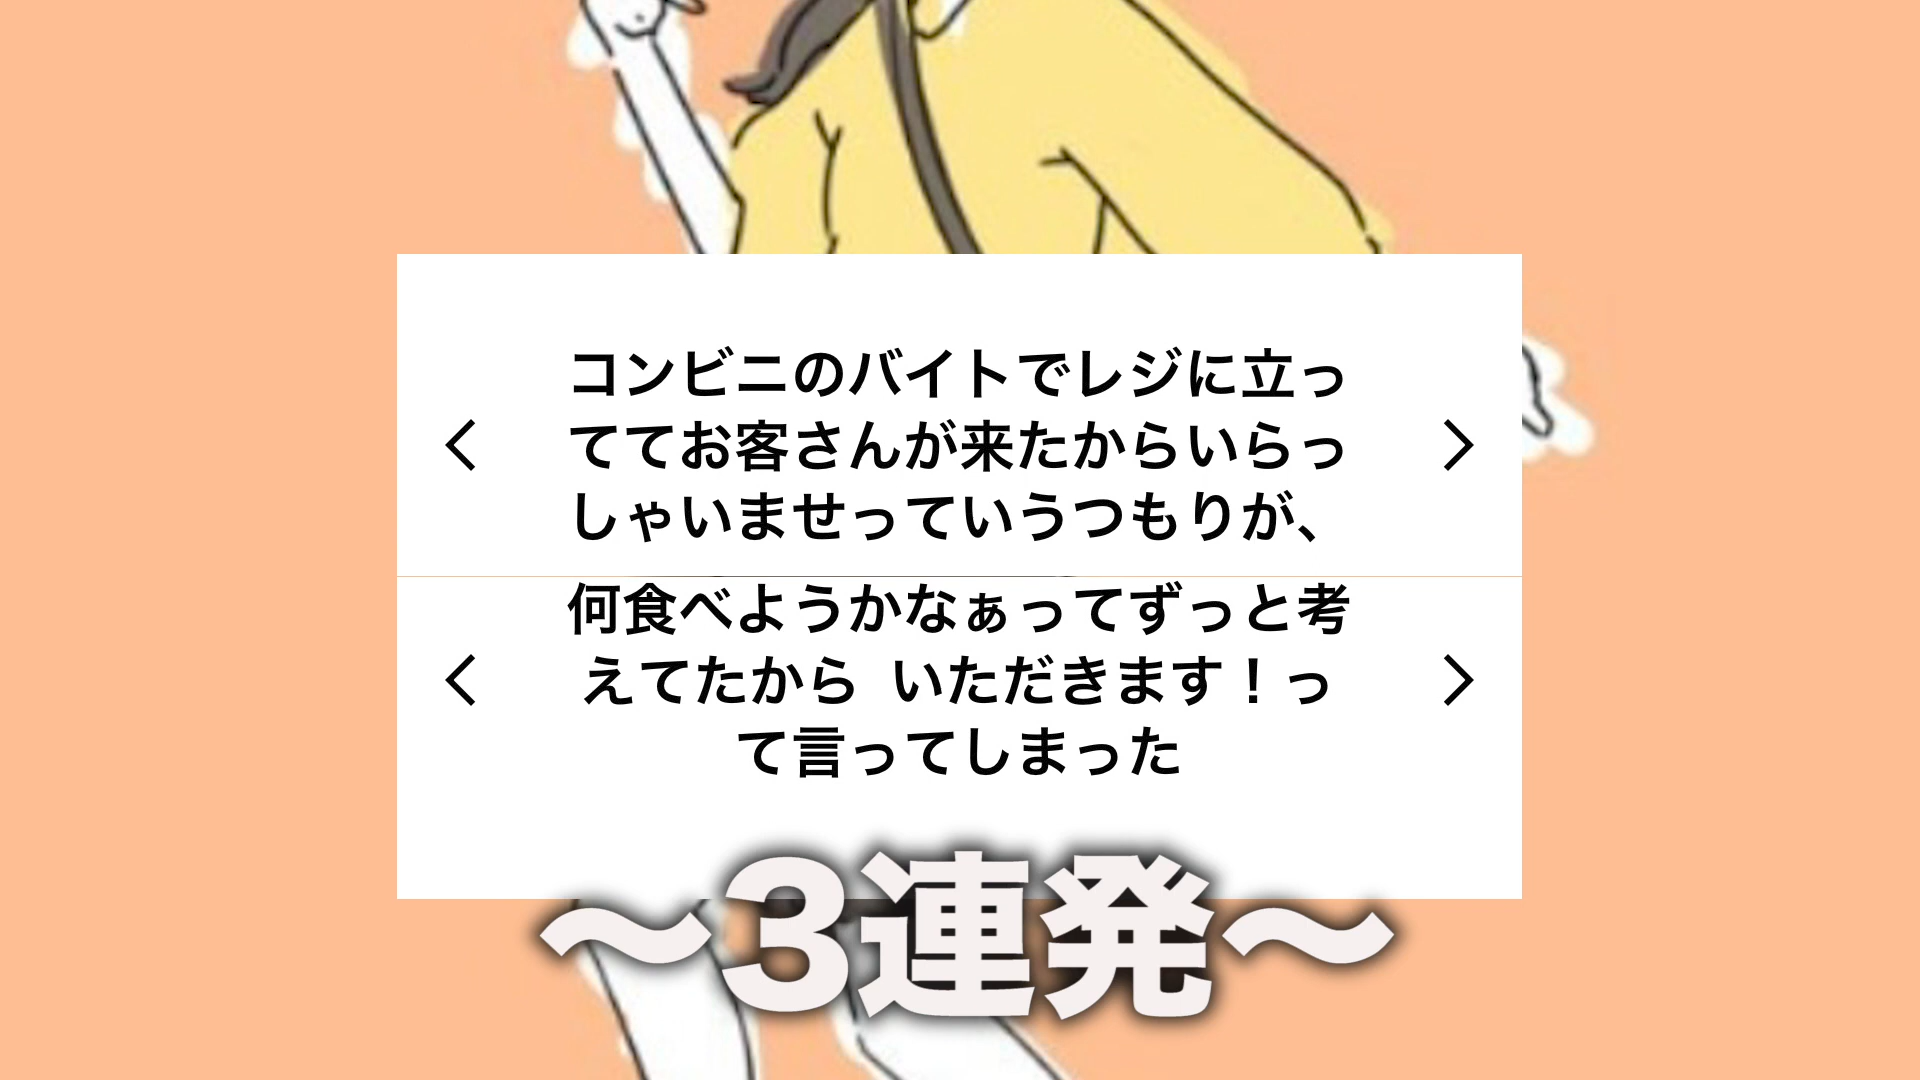 コンビニのバイトでレジに立っ
ててお客さんが来たからいらっ
しゃいませっていうつもりが、
何食べようかなぁってずっと考
えてたから いただきます！っ
て言ってしまった
〜3連発〜